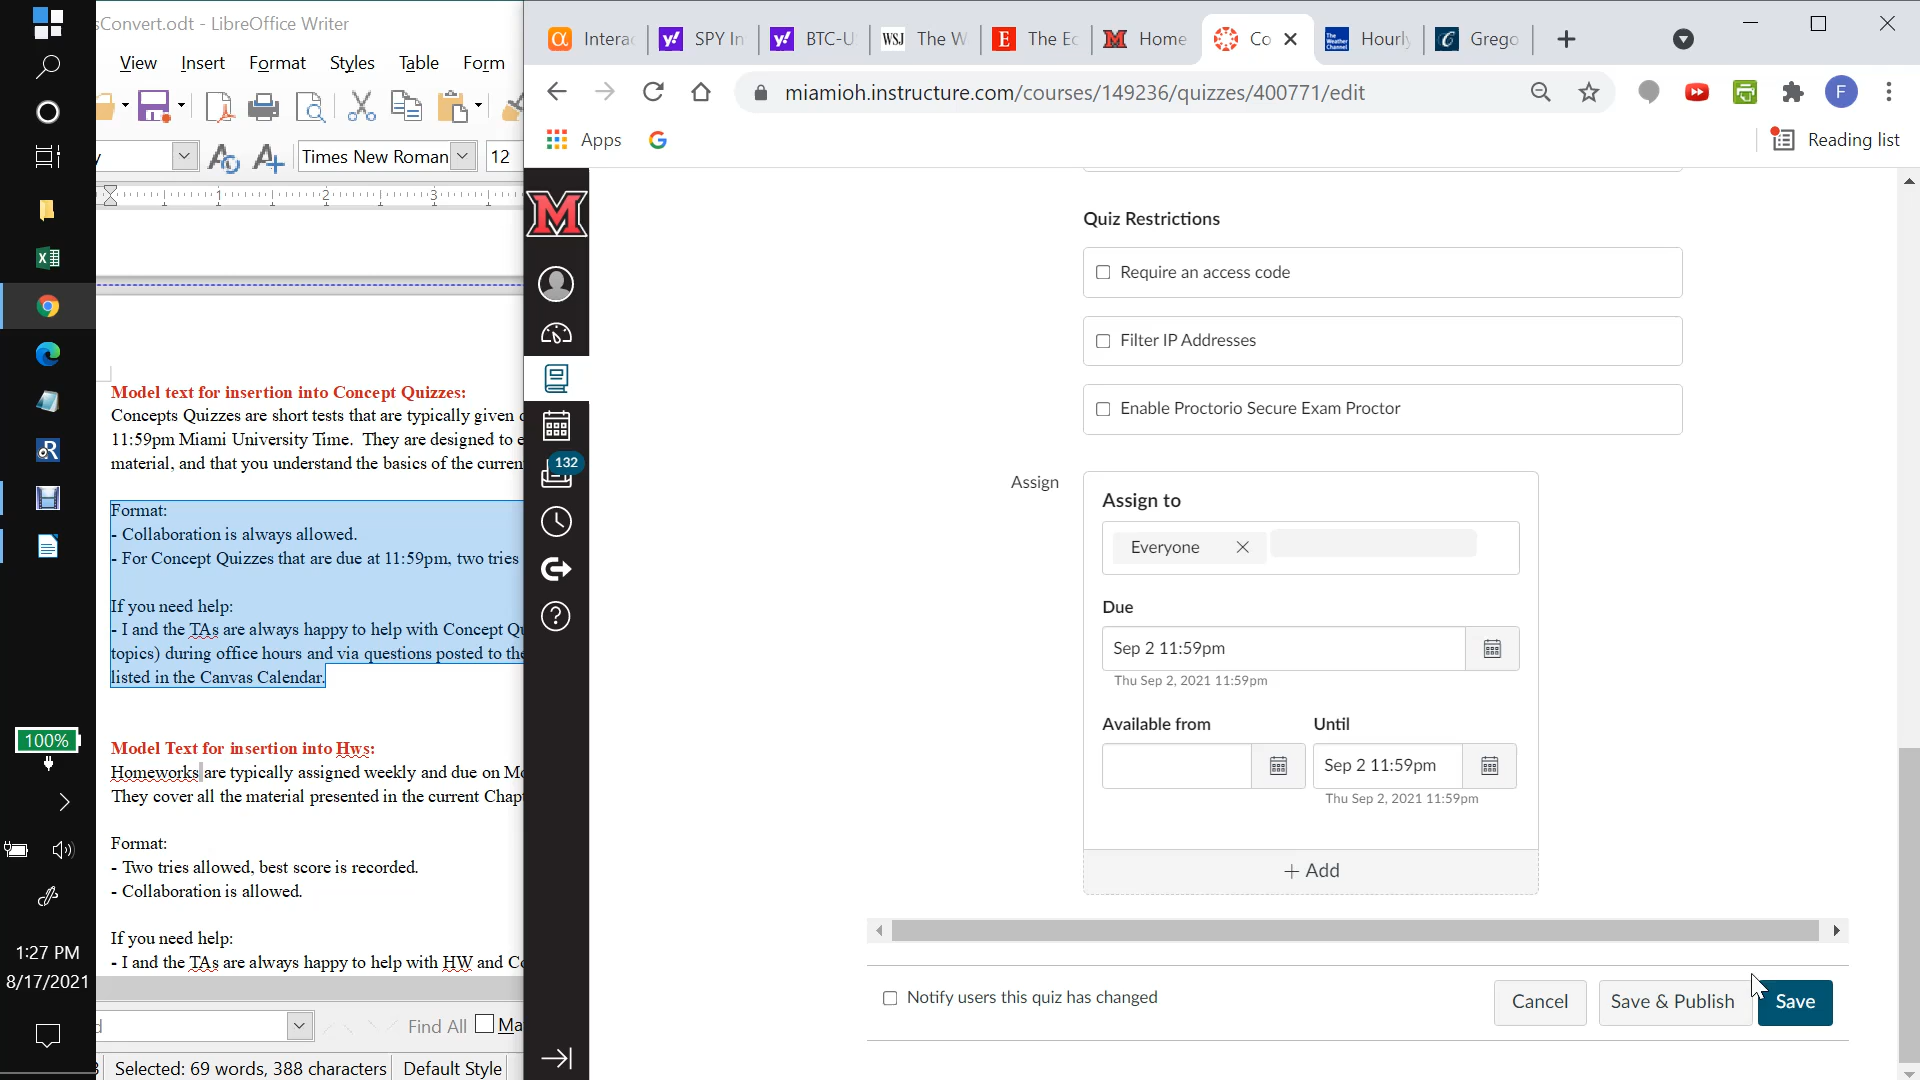 sConvert.odt - LibreOffice Writer
View Insert Format Styles Table Form
Times New Roman 12
1 2 3
Model text for insertion into Concept Quizzes:
Concepts Quizzes are short tests that are typically given
11:59pm Miami University Time. They are designed to e
material, and that you understand the basics of the curren
Format:
- Collaboration is always allowed.
- For Concept Quizzes that are due at 11:59pm, two tries
If you need help:
- I and the TAs are always happy to help with Concept Qu
topics) during office hours and via questions posted to the
listed in the Canvas Calendar.
Model Text for insertion into Hws:
Homeworks are typically assigned weekly and due on Mo
They cover all the material presented in the current Chap
Format:
- Two tries allowed, best score is recorded.
- Collaboration is allowed.
If you need help:
- I and the TAs are always happy to help with HW and Co
Find All Ma
Selected: 69 words, 388 characters Default Style
100%
1:27 PM
8/17/2021
Intera SPY In BTC-U WSJ The W E The Ec Home Co Hourly Grego
miamioh.instructure.com/courses/149236/quizzes/400771/edit
F
Apps
Reading list
M
132
Quiz Restrictions
Require an access code
Filter IP Addresses
Enable Proctorio Secure Exam Proctor
Assign
Assign to
Everyone
Due
Sep 2 11:59pm
Thu Sep 2, 2021 11:59pm
Available from Until
Sep 2 11:59pm
Thu Sep 2, 2021 11:59pm
+ Add
Notify users this quiz has changed
Cancel Save & Publish Save